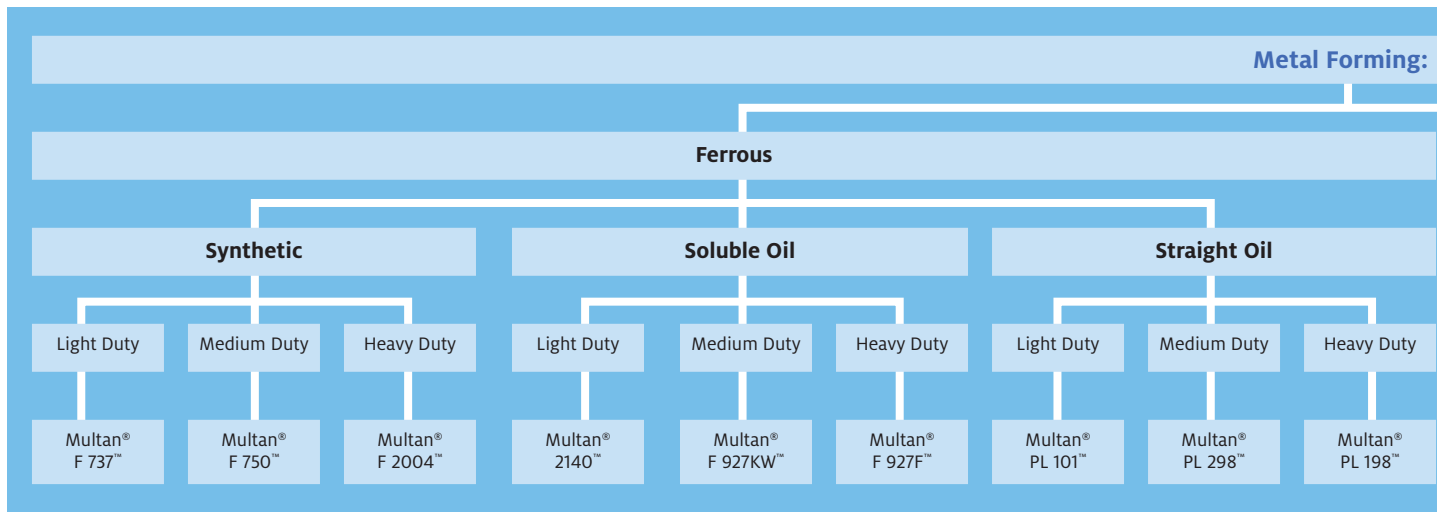 Metal Forming:
Ferrous
Synthetic
Soluble Oil
Straight Oil
Light Duty
Medium Duty
Heavy Duty
Light Duty
Medium Duty
Heavy Duty
Light Duty
Medium Duty
Heavy Duty
Multan®
F 737™
Multan®
F 750™
Multan®
F 2004™
Multan®
2140™
Multan®
F 927KW™
Multan®
F 927F™
Multan®
PL 101™
Multan®
PL 298™
Multan®
PL 198™